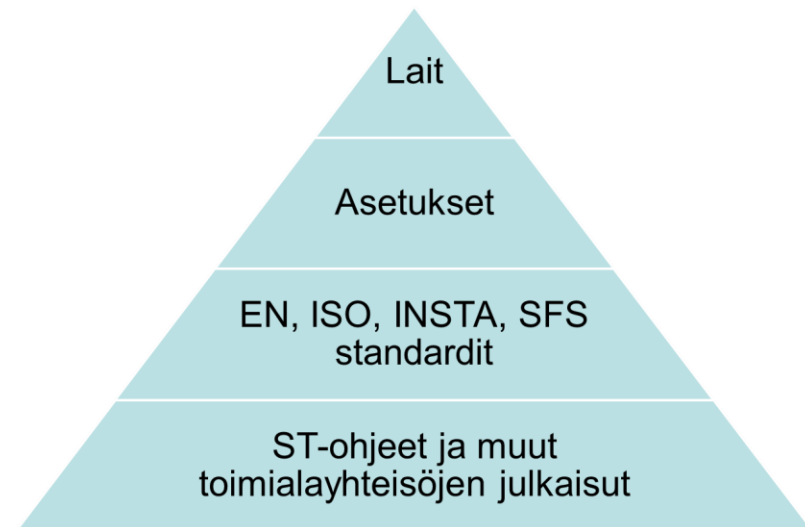 Lait
Asetukset
EN, ISO, INSTA, SFS
standardit
ST-ohjeet ja muut
toimialayhteisöjen julkaisut